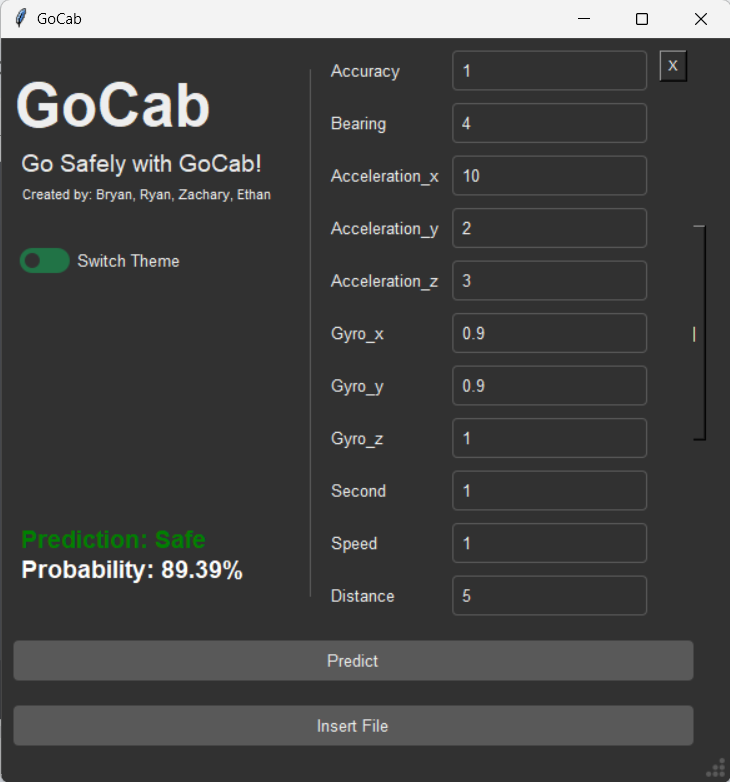 GoCab
GoCab
Go Safely with GoCab!
Created by: Bryan, Ryan, Zachary, Ethan
Switch Theme
Prediction: Safe
Probability: 89.39%
Accuracy 1 X
Bearing 4
Acceleration_x 10
Acceleration_y 2
Acceleration_z 3
Gyro_x 0.9
Gyro_y 0.9
Gyro_z 1
Second 1
Speed 1
Distance 5
Predict
Insert File